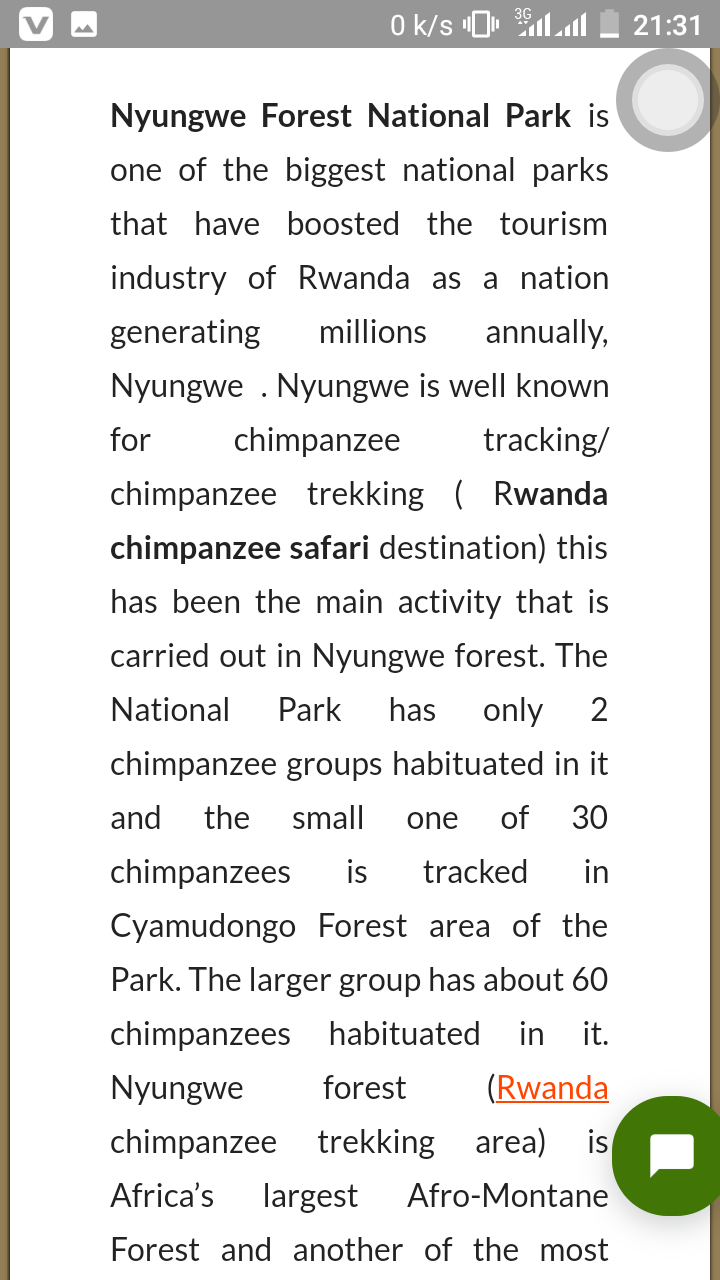 0 k/s 3G 21:31
Nyungwe Forest National Park is
one of the biggest national parks
that have boosted the tourism
industry of Rwanda as a nation
generating millions annually,
Nyungwe . Nyungwe is well known
for chimpanzee tracking/
chimpanzee trekking ( Rwanda
chimpanzee safari destination) this
has been the main activity that is
carried out in Nyungwe forest. The
National Park has only 2
chimpanzee groups habituated in it
and the small one of 30
chimpanzees is tracked in
Cyamudongo Forest area of the
Park. The larger group has about 60
chimpanzees habituated in it.
Nyungwe forest (Rwanda
chimpanzee trekking area) is
Africa’s largest Afro-Montane
Forest and another of the most